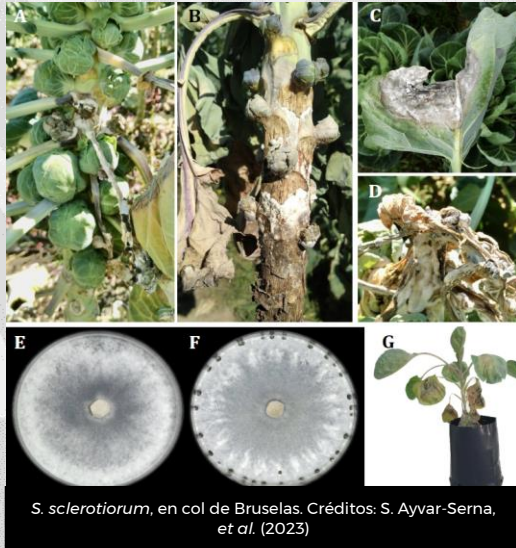 A
B
C
D
E
F
G
S. sclerotiorum, en col de Bruselas. Créditos: S. Ayvar-Serna,
et al. (2023)